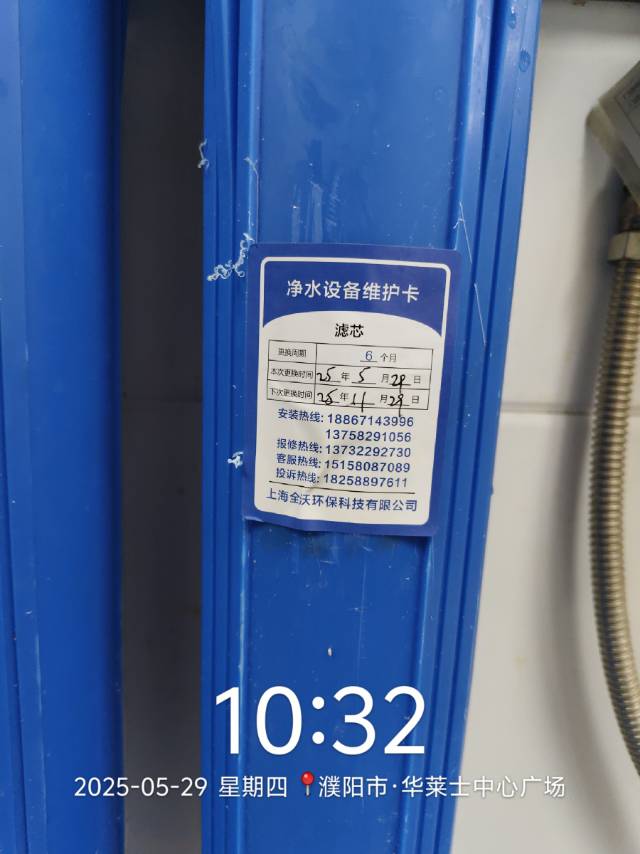 净水设备维护卡
滤芯
更换周期 6 个月
本次更换时间 25 年 5 月 29 日
下次更换时间 25 年 11 月 29 日
安装热线: 18867143996
13758291056
报修热线: 13732292730
客服热线: 15158087089
投诉热线: 18258897611
上海全沃环保科技有限公司
10:32
2025-05-29 星期四 📍濮阳市·华莱士中心广场